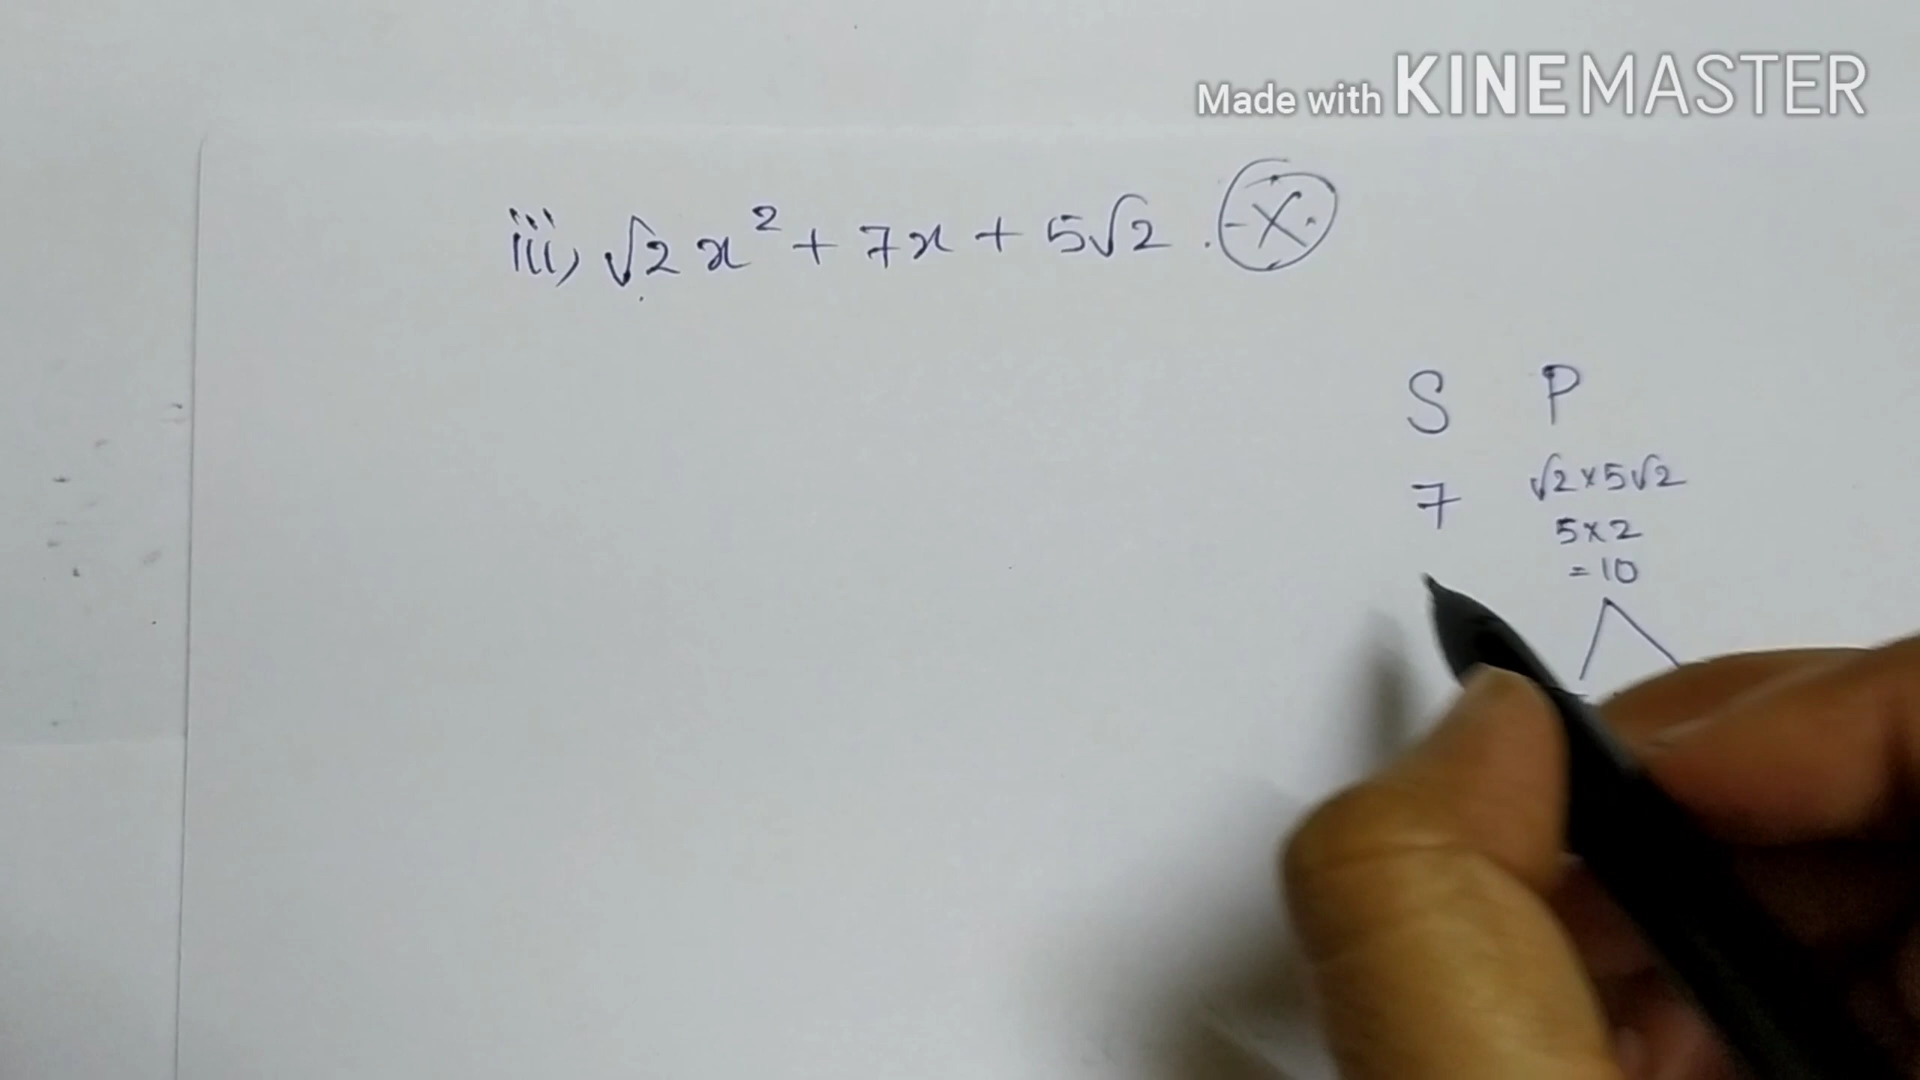 Made with KINEMASTER
iii) √2 x² + 7x + 5√2 . -X.
S P
7 √2 × 5√2
5 × 2
= 10